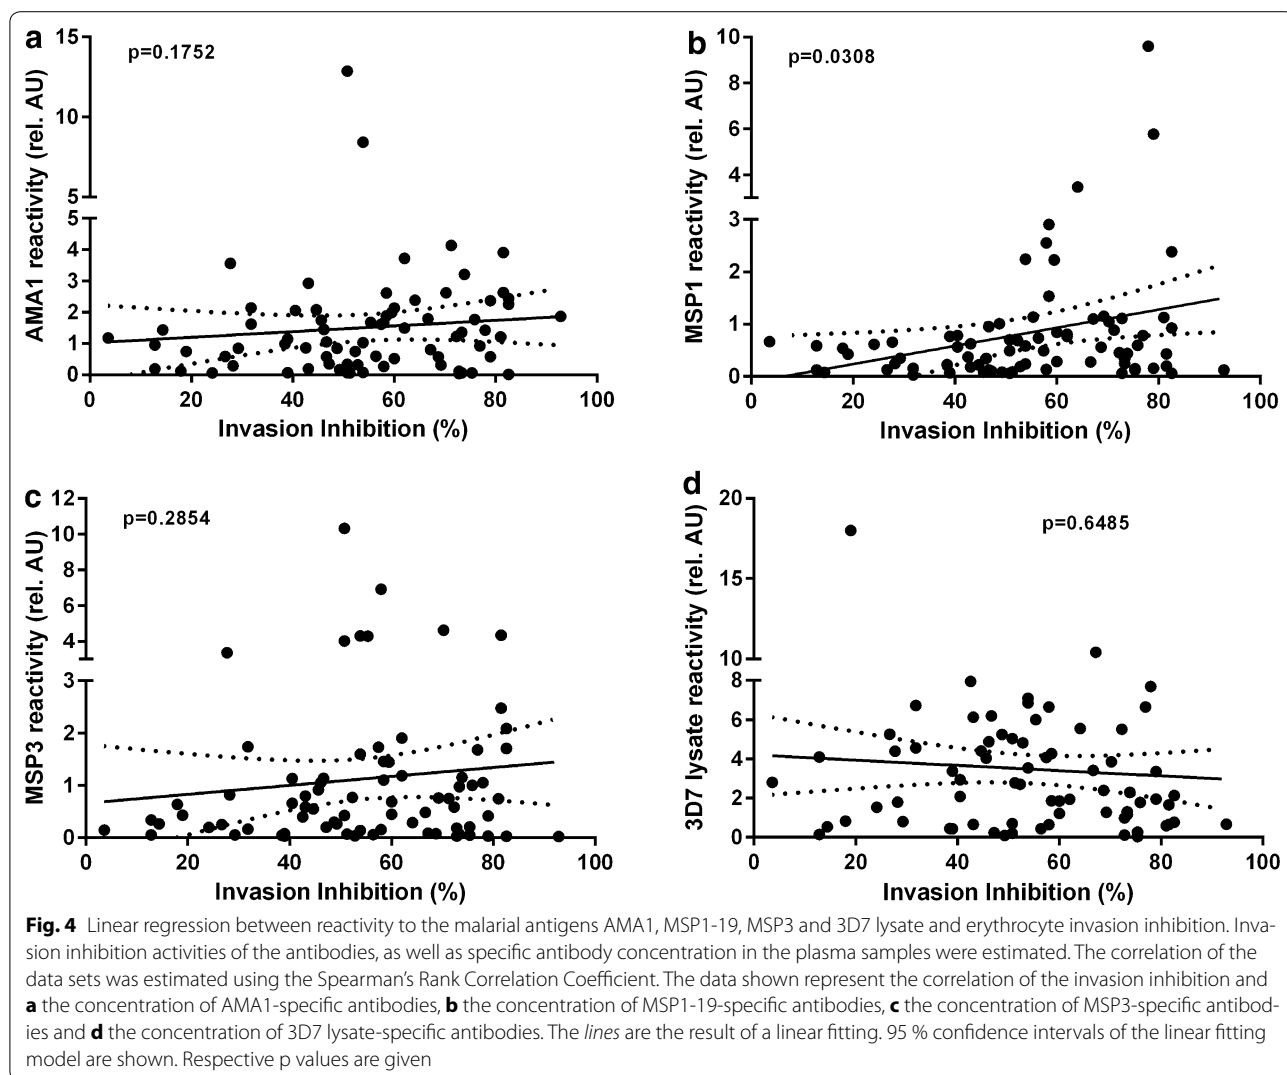 a
15
p=0.1752
10
5
5
4
3
2
1
0
AMA1 reactivity (rel. AU)
0 20 40 60 80 100
Invasion Inhibition (%)
b
10
p=0.0308
8
6
4
3
2
1
0
MSP1 reactivity (rel. AU)
0 20 40 60 80 100
Invasion Inhibition (%)
c
12
p=0.2854
10
8
6
4
3
2
1
0
MSP3 reactivity (rel. AU)
0 20 40 60 80 100
Invasion Inhibition (%)
d
20
p=0.6485
15
10
8
6
4
2
0
3D7 lysate reactivity (rel. AU)
0 20 40 60 80 100
Invasion Inhibition (%)
Fig. 4 Linear regression between reactivity to the malarial antigens AMA1, MSP1-19, MSP3 and 3D7 lysate and erythrocyte invasion inhibition. Inva-
sion inhibition activities of the antibodies, as well as specific antibody concentration in the plasma samples were estimated. The correlation of the
data sets was estimated using the Spearman's Rank Correlation Coefficient. The data shown represent the correlation of the invasion inhibition and
a the concentration of AMA1-specific antibodies, b the concentration of MSP1-19-specific antibodies, c the concentration of MSP3-specific antibod-
ies and d the concentration of 3D7 lysate-specific antibodies. The lines are the result of a linear fitting. 95 % confidence intervals of the linear fitting
model are shown. Respective p values are given